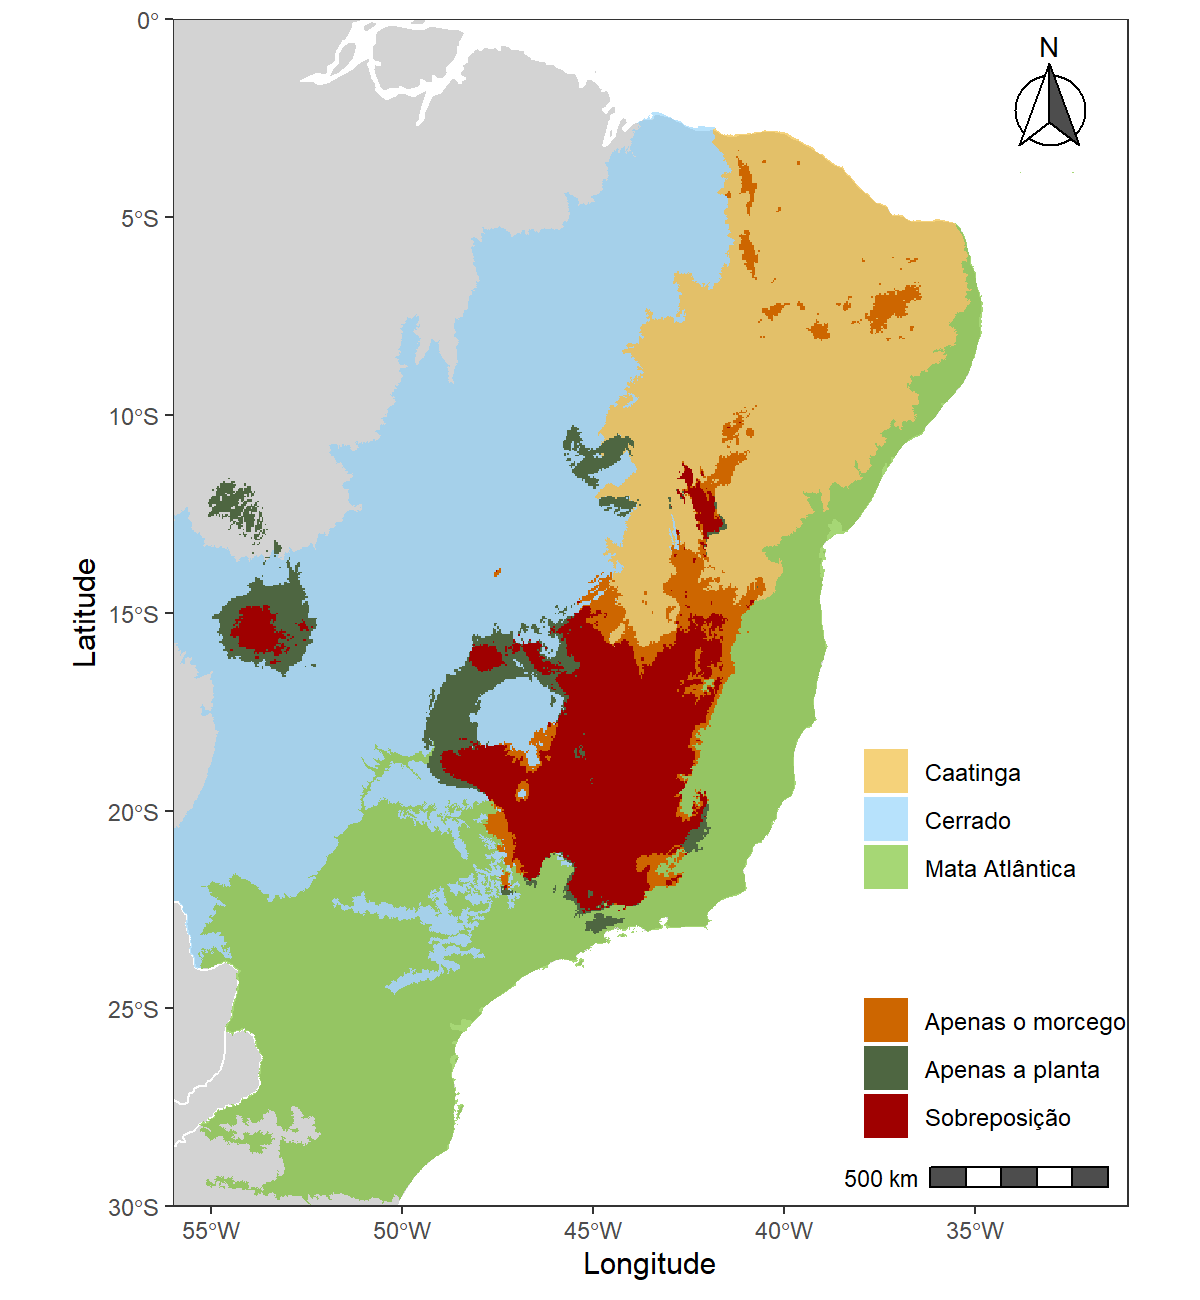 0°
5°S
10°S
15°S
20°S
25°S
30°S
Latitude
N
Caatinga
Cerrado
Mata Atlântica
Apenas o morcego
Apenas a planta
Sobreposição
500 km
55°W
50°W
45°W
40°W
35°W
Longitude